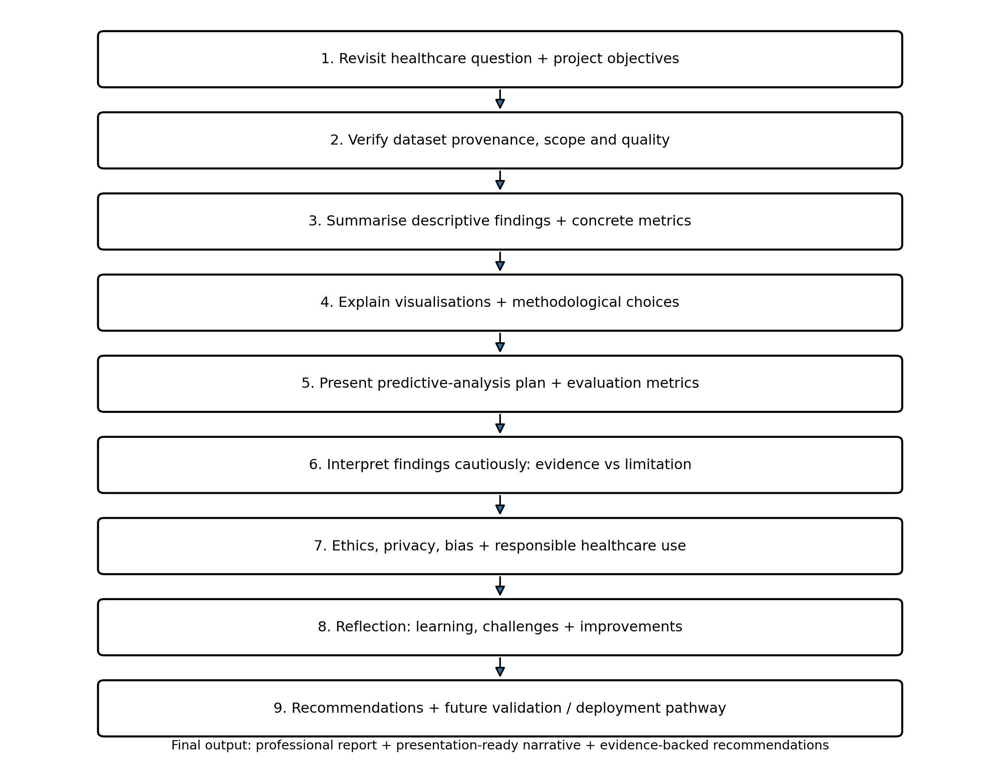 1. Revisit healthcare question + project objectives
2. Verify dataset provenance, scope and quality
3. Summarise descriptive findings + concrete metrics
4. Explain visualisations + methodological choices
5. Present predictive-analysis plan + evaluation metrics
6. Interpret findings cautiously: evidence vs limitation
7. Ethics, privacy, bias + responsible healthcare use
8. Reflection: learning, challenges + improvements
9. Recommendations + future validation / deployment pathway
Final output: professional report + presentation-ready narrative + evidence-backed recommendations